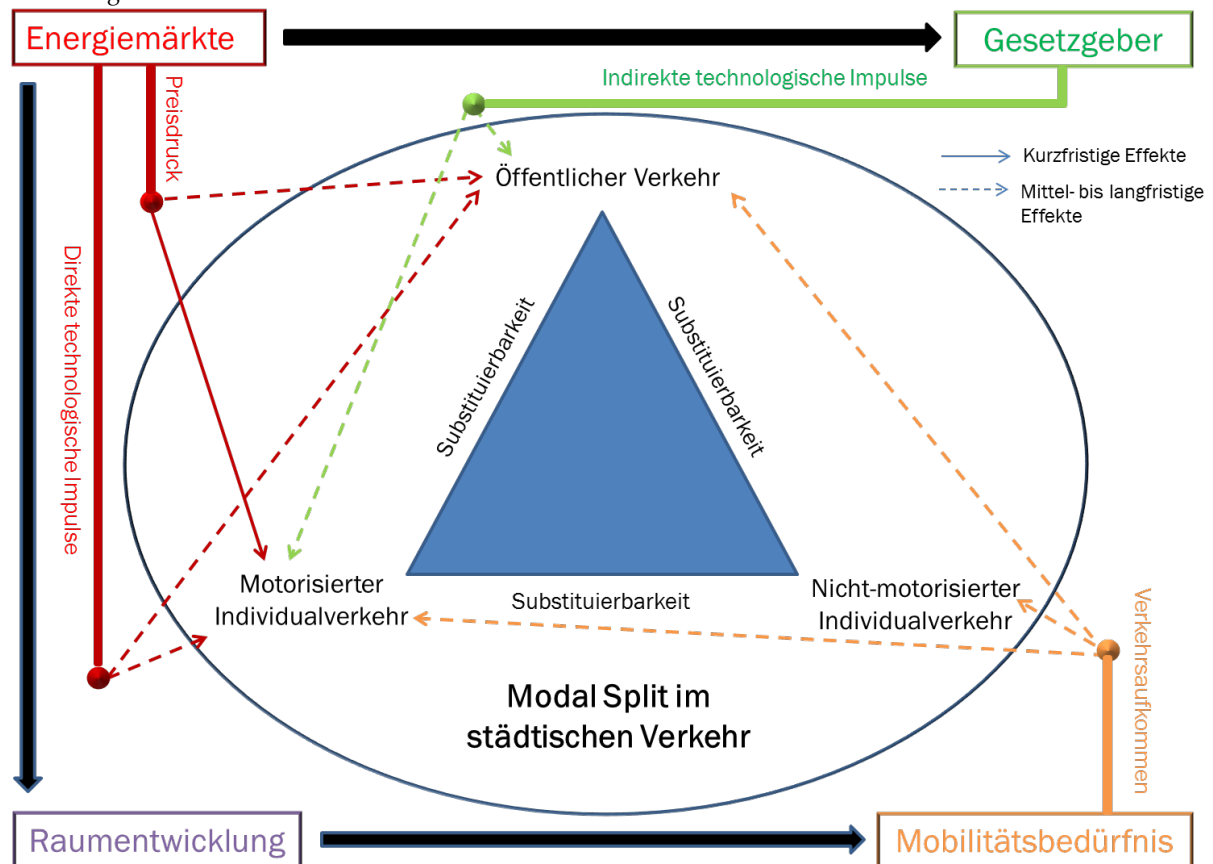 Energiemärkte
Gesetzgeber
Indirekte technologische Impulse
Preisdruck
Kurzfristige Effekte
Mittel- bis langfristige
Effekte
Öffentlicher Verkehr
Direkte technologische Impulse
Substituierbarkeit
Substituierbarkeit
Motorisierter
Individualverkehr
Substituierbarkeit
Nicht-motorisierter
Individualverkehr
Verkehrsaufkommen
Modal Split im
städtischen Verkehr
Raumentwicklung
Mobilitätsbedürfnis